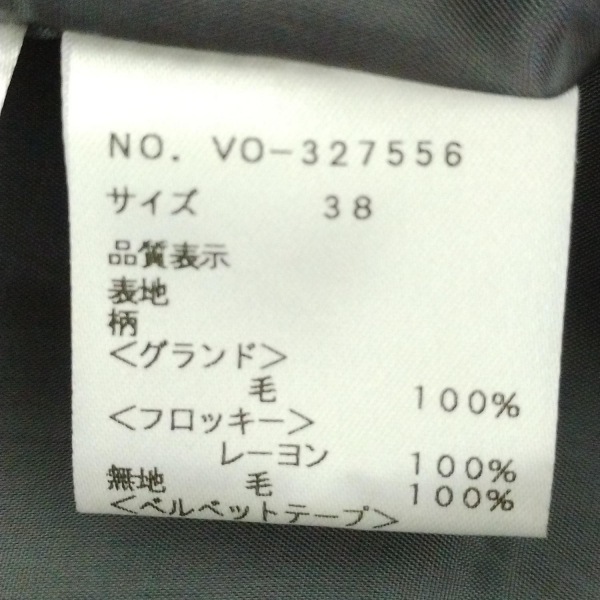 NO. VO-327556
サイズ 38
品質表示
表地
柄
<グランド>
毛 100%
<フロッキー>
レーヨン 100%
無地 毛 100%
<ベルベットテープ>